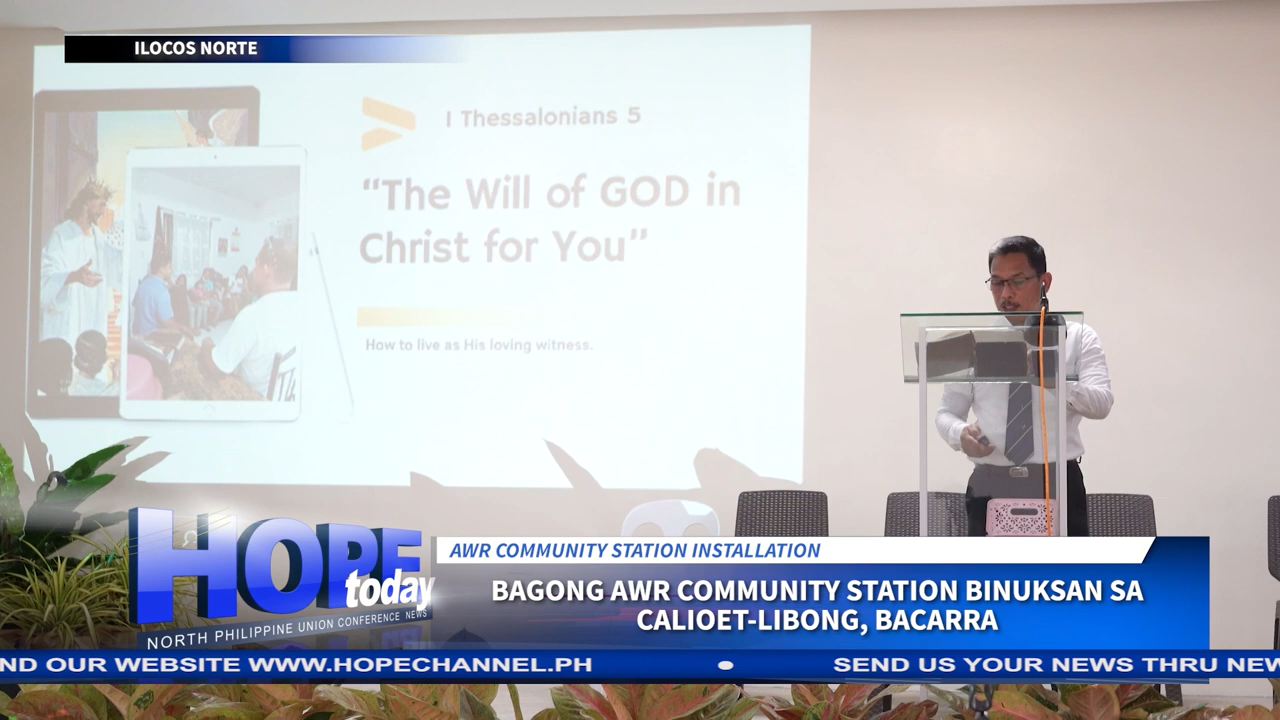 ILOCOS NORTE
1 Thessalonians 5
“The Will of GOD in
Christ for You”
How to live as His loving witness.
HOPE
today
NORTH PHILIPPINE UNION CONFERENCE NEWS
AWR COMMUNITY STATION INSTALLATION
BAGONG AWR COMMUNITY STATION BINUKSAN SA
CALIOET-LIBONG, BACARRA
ND OUR WEBSITE WWW.HOPECHANNEL.PH • SEND US YOUR NEWS THRU NEW